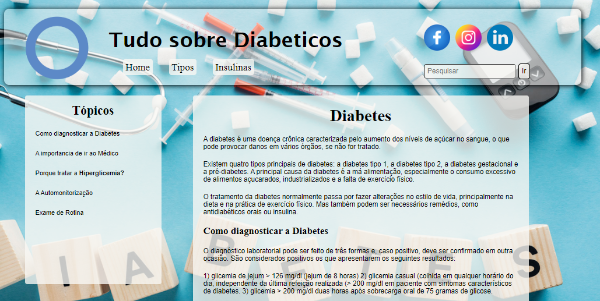 Tudo sobre Diabeticos
Home Tipos Insulinas
Pesquisar Ir
Tópicos
Como diagnosticar a Diabetes
A importancia de ir ao Médico
Porque tratar a Hiperglicemia?
A Automonitorização
Exame de Rotina
Diabetes
A diabetes é uma doença crônica caracterizada pelo aumento dos níveis de açúcar no sangue, o que
pode provocar danos em vários órgãos, se não for tratado.
Existem quatro tipos principais de diabetes: a diabetes tipo 1, a diabetes tipo 2, a diabetes gestacional e
a pré-diabetes. A principal causa da diabetes é a má alimentação, especialmente o consumo excessivo
de alimentos açucarados, industrializados e a falta de exercício físico.
O tratamento da diabetes normalmente passa por fazer alterações no estilo de vida, principalmente na
dieta e na prática de exercício físico. Mas também podem ser necessários remédios, como
antidiabéticos orais ou insulina.
Como diagnosticar a Diabetes
O diagnóstico laboratorial pode ser feito de três formas e, caso positivo, deve ser confirmado em outra
ocasião. São considerados positivos os que apresentarem os seguintes resultados:
1) glicemia de jejum > 126 mg/dl (jejum de 8 horas) 2) glicemia casual (colhida em qualquer horário do
dia, independente da última refeição realizada (> 200 mg/dl em paciente com sintomas característicos
de diabetes. 3) glicemia > 200 mg/dl duas horas após sobrecarga oral de 75 gramas de glicose.